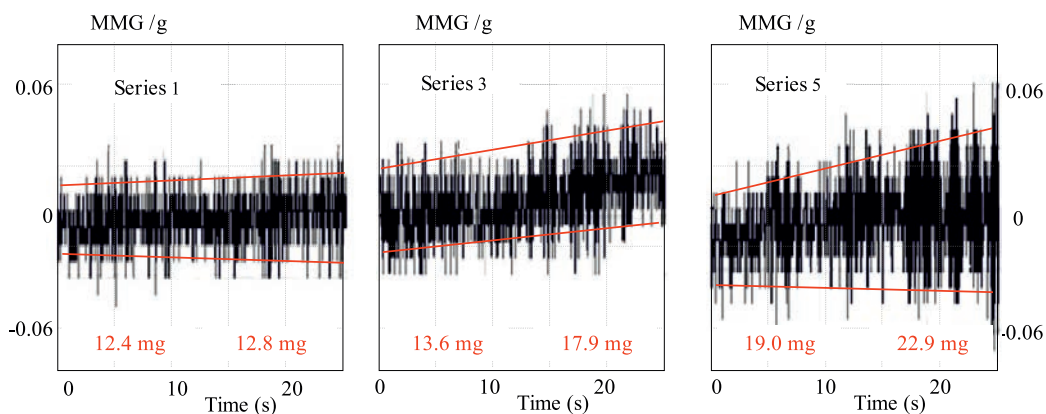 MMG /g
MMG /g
MMG /g
0.06
0
-0.06
Series 1
12.4 mg 12.8 mg
0 10 20
Time (s)
Series 3
13.6 mg 17.9 mg
0 10 20
Time (s)
Series 5
19.0 mg 22.9 mg
0 10 20
Time (s)
0.06
0
-0.06